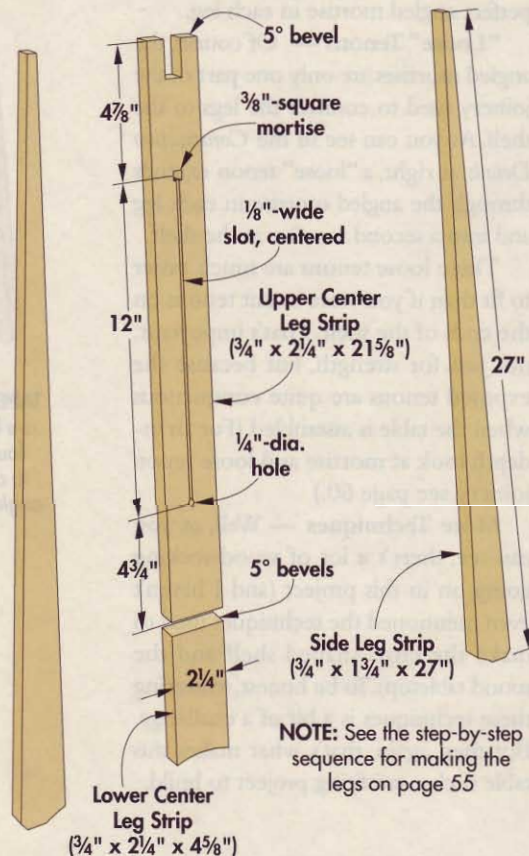 5° bevel
4⅞"
⅜"-square
mortise
⅛"-wide
slot, centered
12"
Upper Center
Leg Strip
(¾" x 2¼" x 21⅝")
27"
¼"-dia.
hole
4¾"
5° bevels
2¼"
Side Leg Strip
(¾" x 1¾" x 27")
NOTE: See the step-by-step
sequence for making the
legs on page 55
Lower Center
Leg Strip
(¾" x 2¼" x 4⅝")